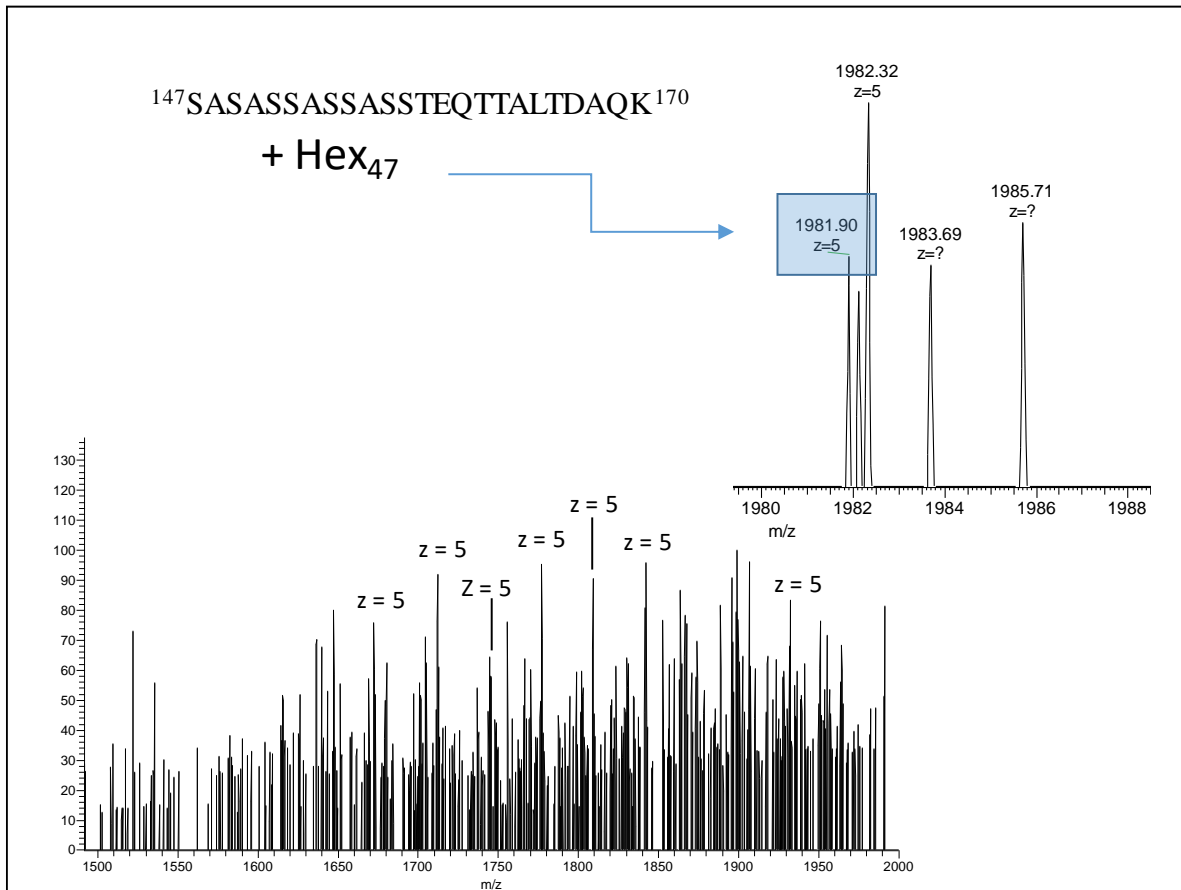 ¹⁴⁷SASASSASSASSTEQTTALTDAQK¹⁷⁰
+ Hex₄₇
1982.32
z=5
1981.90
z=5
1983.69
z=?
1985.71
z=?
1980 1982 1984 1986 1988
m/z
z = 5
z = 5
Z = 5
z = 5
z = 5
z = 5
z = 5
130
120
110
100
90
80
70
60
50
40
30
20
10
0
1500 1550 1600 1650 1700 1750 1800 1850 1900 1950 2000
m/z